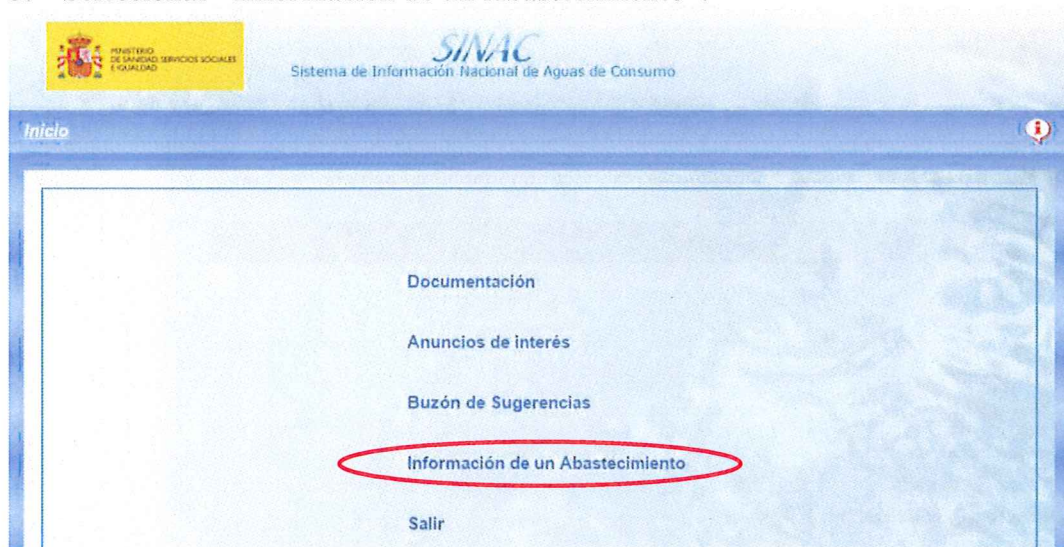 MINISTERIO
DE SANIDAD, SERVICIOS SOCIALES
E IGUALDAD
SINAC
Sistema de Información Nacional de Aguas de Consumo
Inicio
Documentación
Anuncios de interés
Buzón de Sugerencias
Información de un Abastecimiento
Salir